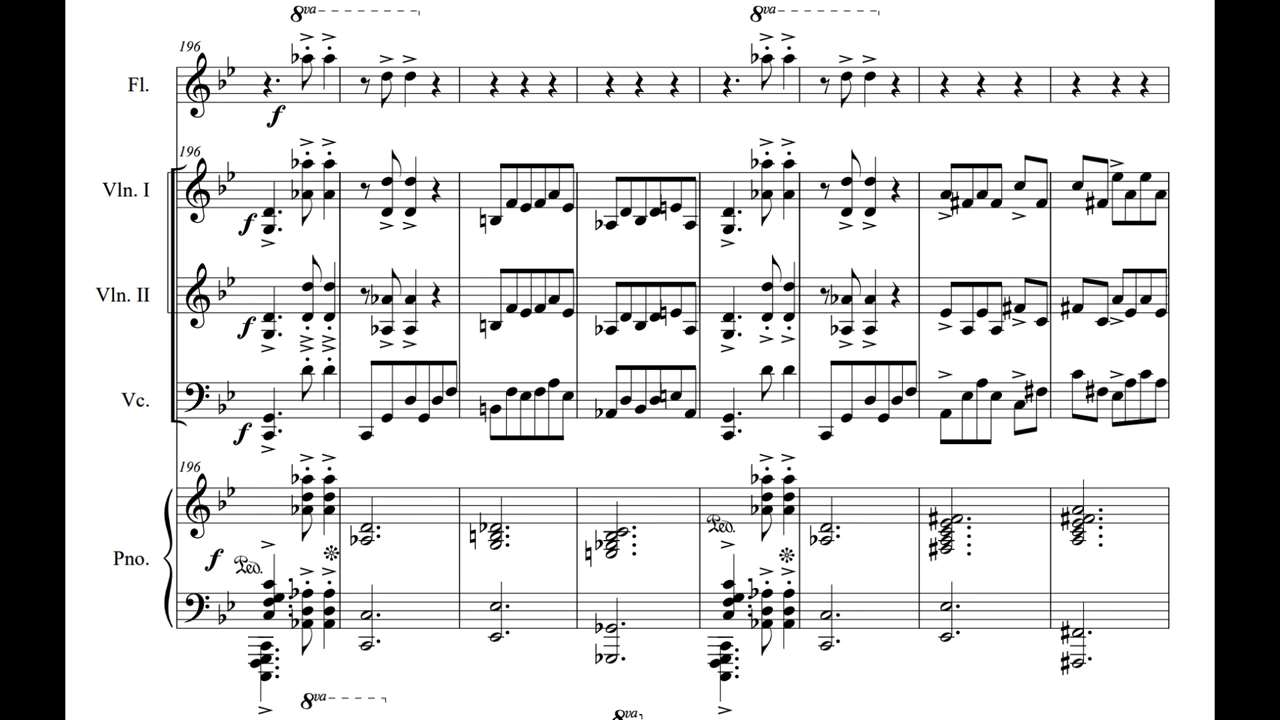 8va 8va
196
Fl.
f
196
Vln. I
f
Vln. II
f
Vc.
f
196
Ped.
Pno.
f
Ped.
8va
8va